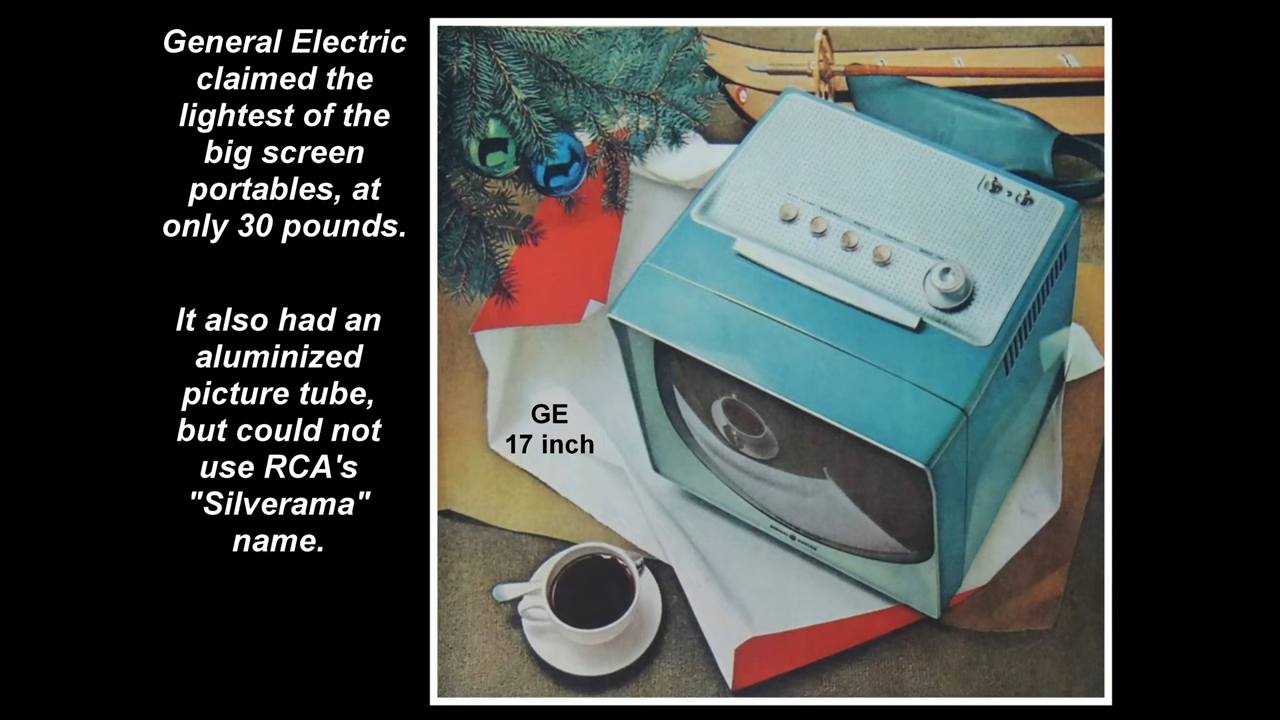 General Electric
claimed the
lightest of the
big screen
portables, at
only 30 pounds.
It also had an
aluminized
picture tube,
but could not
use RCA's
"Silverama"
name.
GE
17 inch